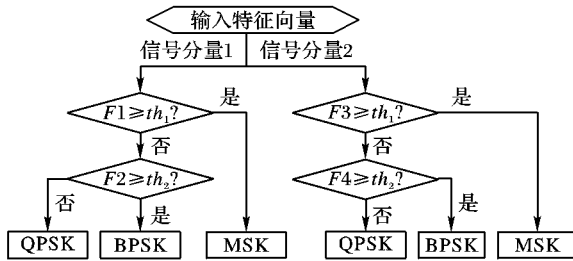 输入特征向量
信号分量1 信号分量2
F1≥th₁? 是 F3≥th₁? 是
否 否
F2≥th₂? F4≥th₂?
否 是 否 是
QPSK BPSK MSK QPSK BPSK MSK